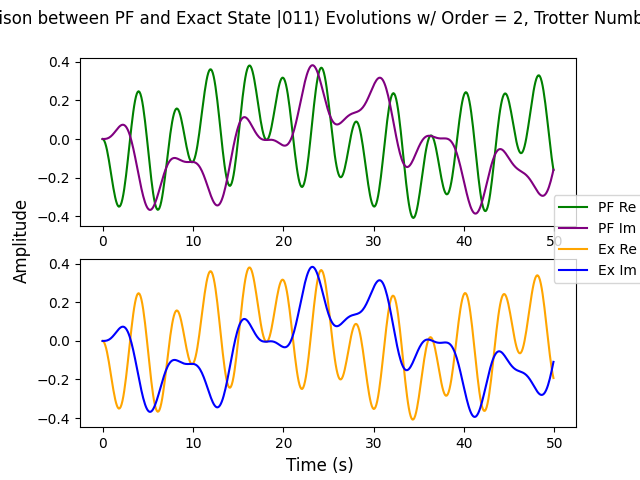 ison between PF and Exact State |011⟩ Evolutions w/ Order = 2, Trotter Numb
0.4
0.2
0.0
−0.2
−0.4
0 10 20 30 40 50
PF Re
PF Im
Ex Re
Ex Im
Amplitude
0.4
0.2
0.0
−0.2
−0.4
0 10 20 30 40 50
Time (s)